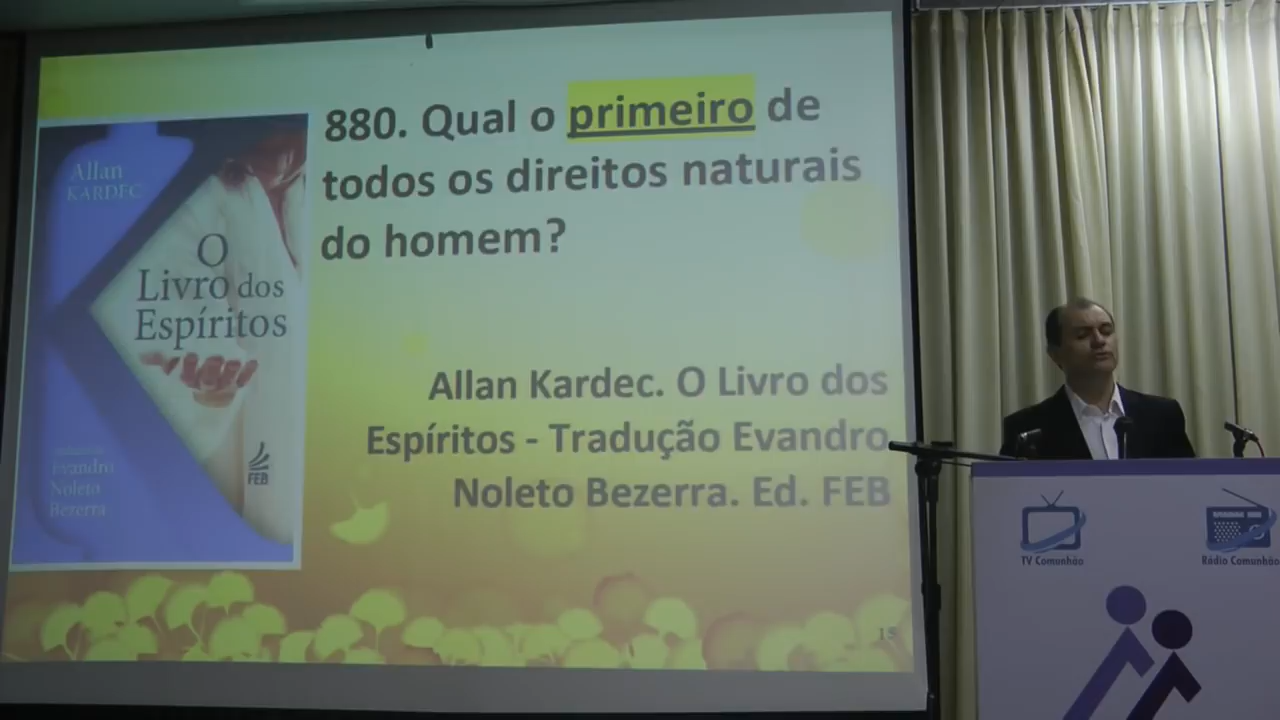 880. Qual o primeiro de
todos os direitos naturais
do homem?
Allan
KARDEC
O
Livro dos
Espíritos
Evandro
Noleto
Bezerra
FEB
Allan Kardec. O Livro dos
Espíritos - Tradução Evandro
Noleto Bezerra. Ed. FEB
15
TV Comunhão
Rádio Comunhão